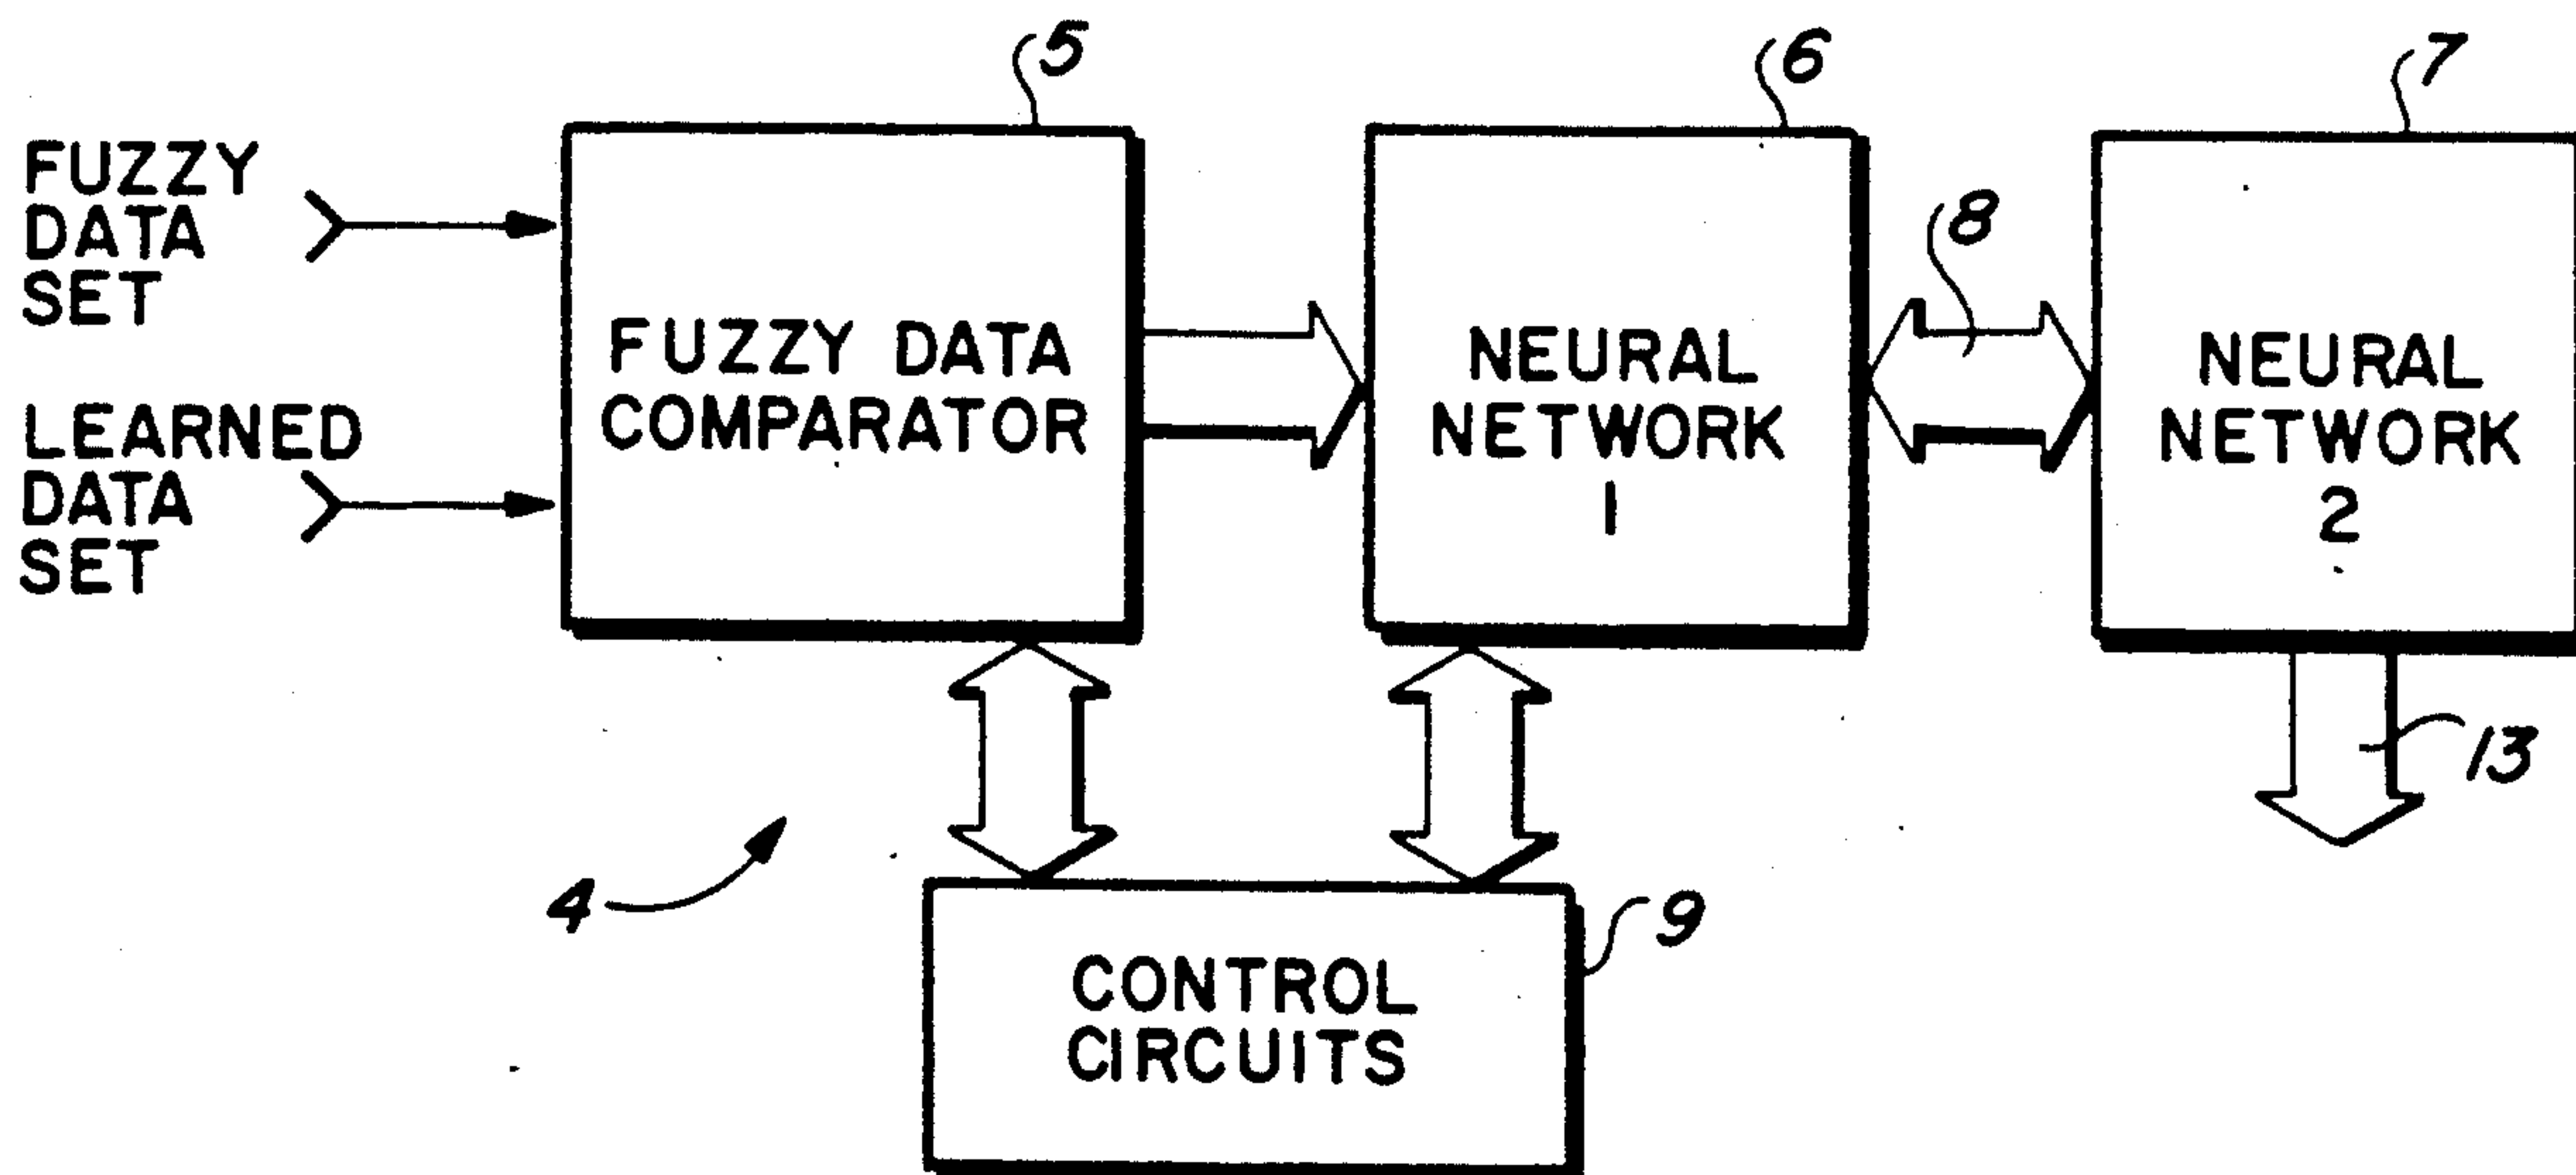 5
6
7
FUZZY
DATA
SET
8
FUZZY DATA
COMPARATOR
NEURAL
NETWORK
1
NEURAL
NETWORK
2
LEARNED
DATA
SET
13
4
9
CONTROL
CIRCUITS